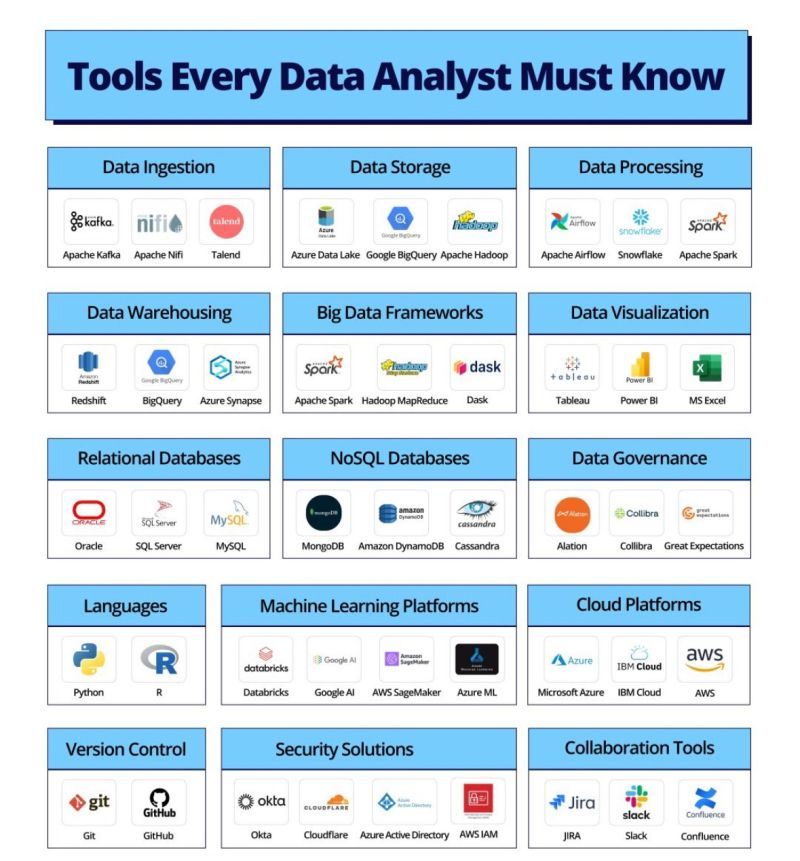 Tools Every Data Analyst Must Know
Data Ingestion
kafka.
nifi
talend
Apache Kafka
Apache Nifi
Talend
Data Storage
Azure
Data Lake
Google BigQuery
hadoop
Azure Data Lake
Google BigQuery
Apache Hadoop
Data Processing
Apache
Airflow
snowflake
APACHE
Spark
Apache Airflow
Snowflake
Apache Spark
Data Warehousing
Amazon
Redshift
Google BigQuery
Azure
Synapse
Analytics
Redshift
BigQuery
Azure Synapse
Big Data Frameworks
APACHE
Spark
hadoop
Map Reduce
dask
Apache Spark
Hadoop MapReduce
Dask
Data Visualization
+ableau
Power BI
X
Tableau
Power BI
MS Excel
Relational Databases
ORACLE
SQL Server
MySQL
Oracle
SQL Server
MySQL
NoSQL Databases
mongoDB
amazon
DynamoDB
cassandra
MongoDB
Amazon DynamoDB
Cassandra
Data Governance
Alation
Collibra
great
expectations
Alation
Collibra
Great Expectations
Languages
R
Python
R
Machine Learning Platforms
databricks
Google AI
Amazon
SageMaker
Databricks
Google AI
AWS SageMaker
Azure ML
Cloud Platforms
Azure
IBM Cloud
aws
Microsoft Azure
IBM Cloud
AWS
Version Control
git
GitHub
Git
GitHub
Security Solutions
okta
CLOUDFLARE
Azure
Active Directory
Okta
Cloudflare
Azure Active Directory
AWS IAM
Collaboration Tools
Jira
slack
Confluence
JIRA
Slack
Confluence